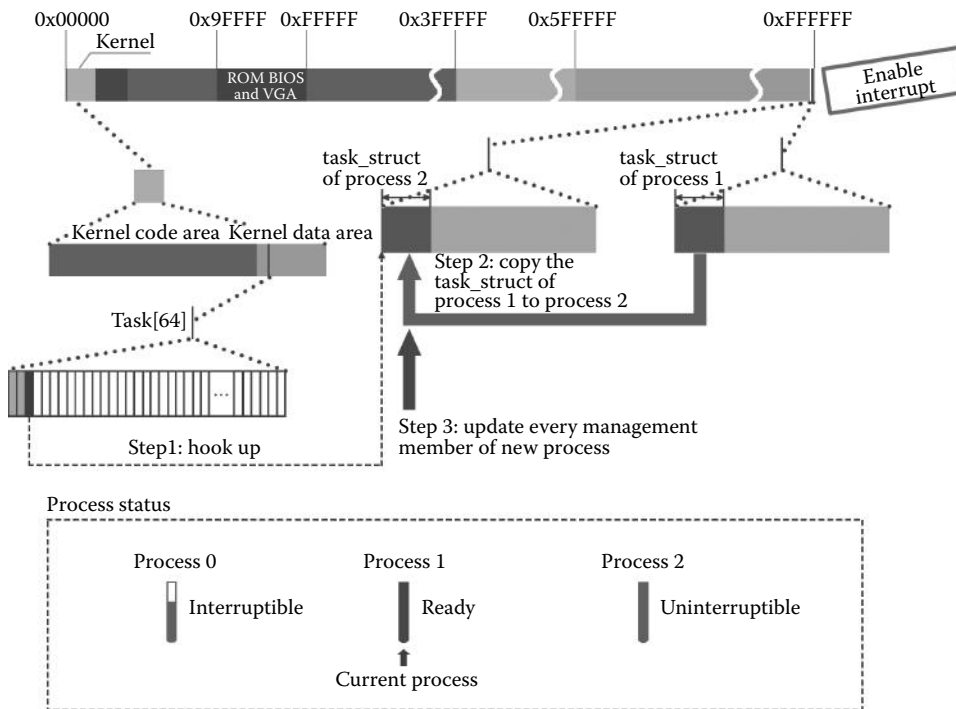 0x00000 0x9FFFF 0xFFFFF 0x3FFFFF 0x5FFFFF 0xFFFFFF
Kernel
ROM BIOS
and VGA
Enable
interrupt
task_struct
of process 2
task_struct
of process 1
Kernel code area Kernel data area
Step 2: copy the
task_struct of
process 1 to process 2
Task[64]
...
Step1: hook up
Step 3: update every management
member of new process
Process status
Process 0 Process 1 Process 2
Interruptible Ready Uninterruptible
Current process